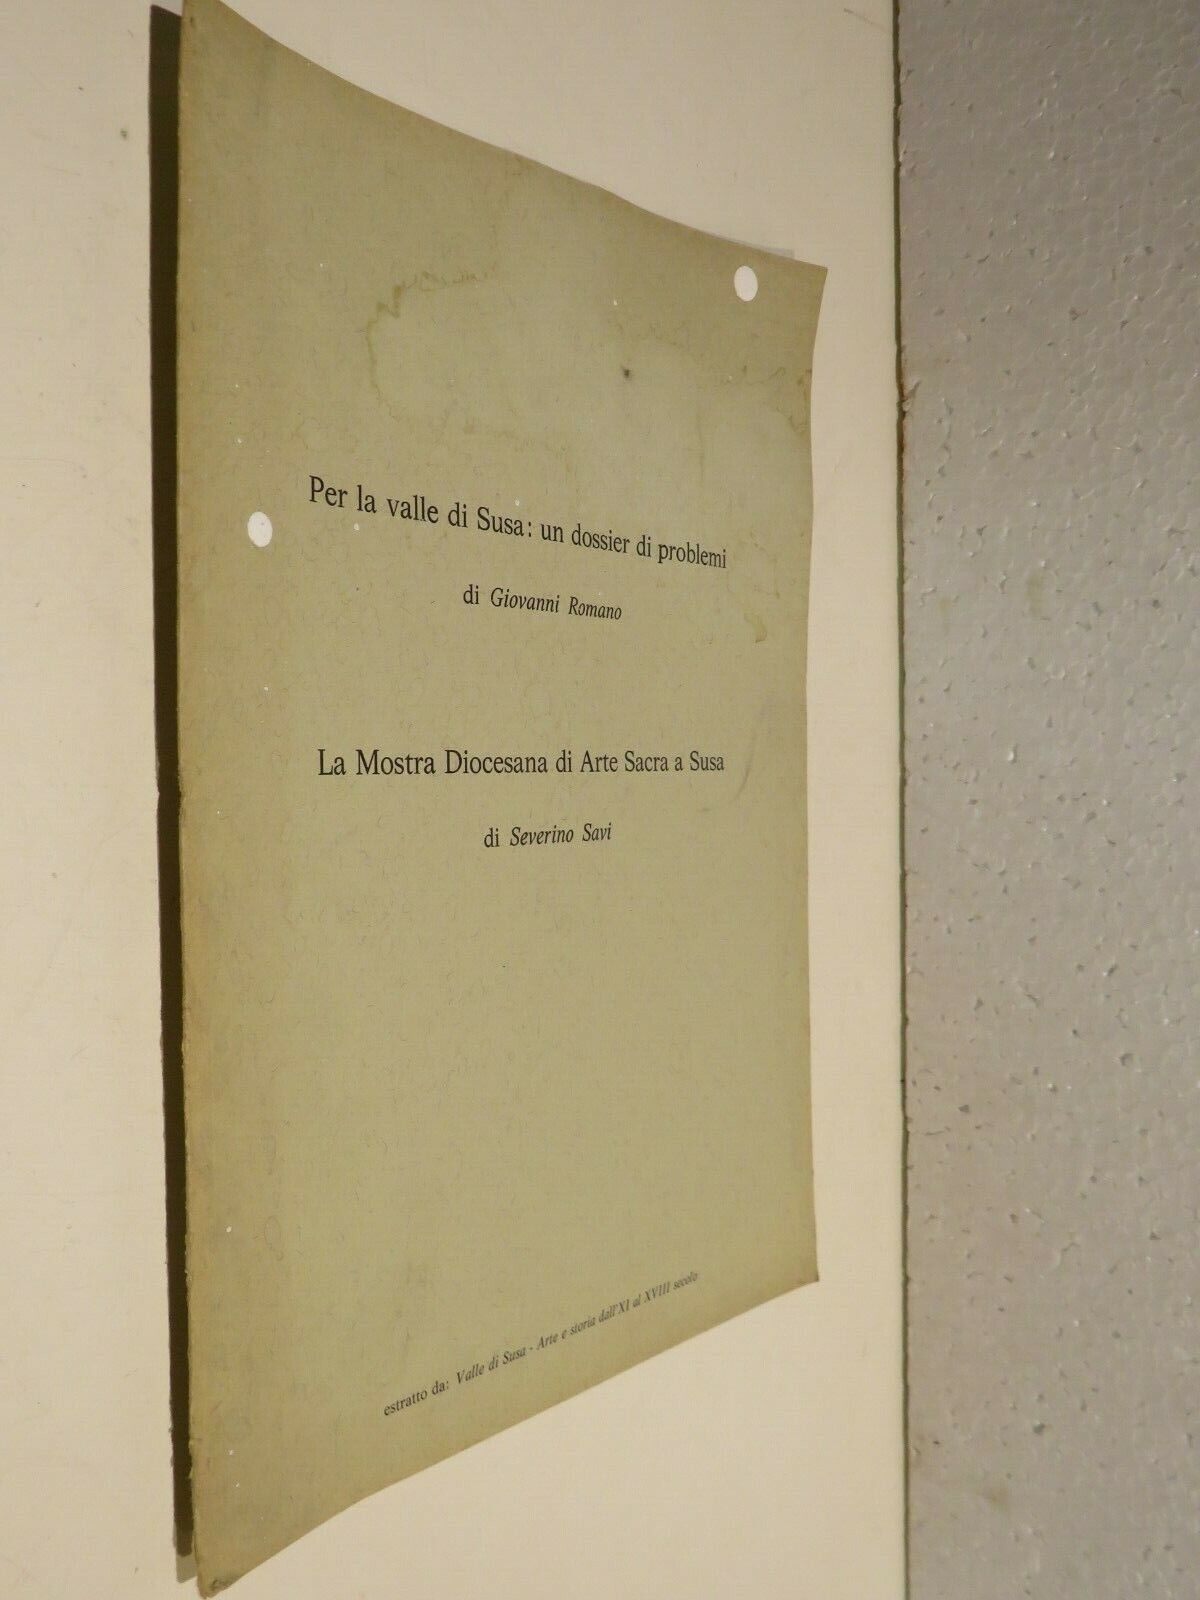 Per la valle di Susa: un dossier di problemi
di Giovanni Romano
La Mostra Diocesana di Arte Sacra a Susa
di Severino Savi
estratto da: Valle di Susa - Arte e storia dall'XI al XVIII secolo